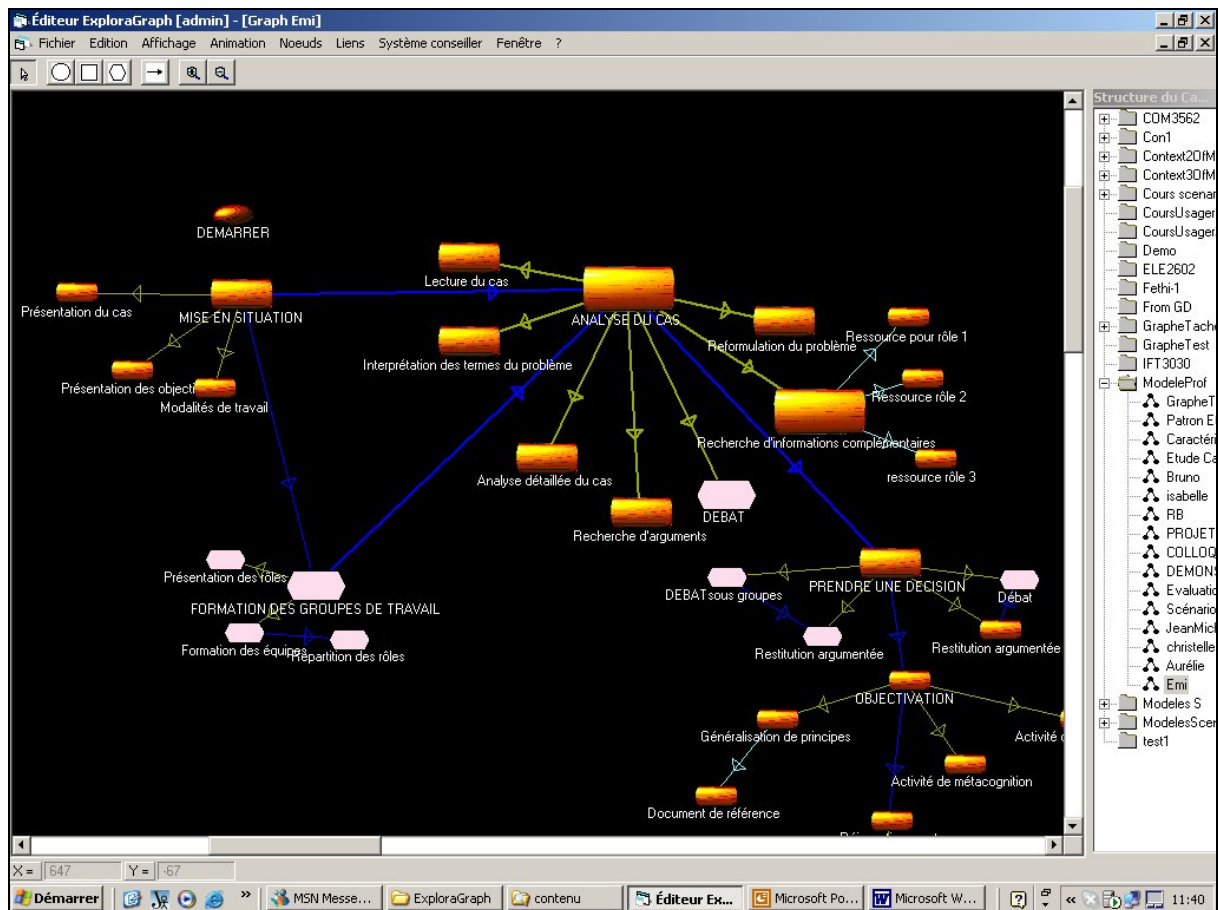 Éditeur ExploraGraph [admin] - [Graph Emi]
Fichier Edition Affichage Animation Noeuds Liens Système conseiller Fenêtre ?
Structure du Ca...
COM3562
Con1
Context2OfM
Context3OfM
Cours scenar
CoursUsager
CoursUsager
Demo
ELE2602
Fethi-1
From GD
GrapheTach
GrapheTest
IFT3030
ModeleProf
GrapheT
Patron E
Caractéri
Etude Ca
Bruno
isabelle
RB
PROJET
COLLOQ
DEMONS
Evaluatio
Scénario
JeanMich
christelle
Aurélie
Emi
Modeles S
ModelesScer
test1
DEMARRER
Lecture du cas
Présentation du cas
MISE EN SITUATION
ANALYSE DU CAS
Reformulation du problème
Ressource pour rôle 1
Interprétation des termes du problème
Présentation des objecti
Modalités de travail
Ressource rôle 2
Recherche d'informations complémentaires
Analyse détaillée du cas
ressource rôle 3
DEBAT
Recherche d'arguments
Présentation des rôles
FORMATION DES GROUPES DE TRAVAIL
DEBAT sous groupes
PRENDRE UNE DECISION
Débat
Formation des équipes
Répartition des rôles
Restitution argumentée
Restitution argumentée
OBJECTIVATION
Généralisation de principes
Activité
Activité de métacognition
Document de référence
X = 647 Y = -67
Démarrer » MSN Messe... ExploraGraph contenu Éditeur Ex... Microsoft Po... Microsoft W... « 11:40